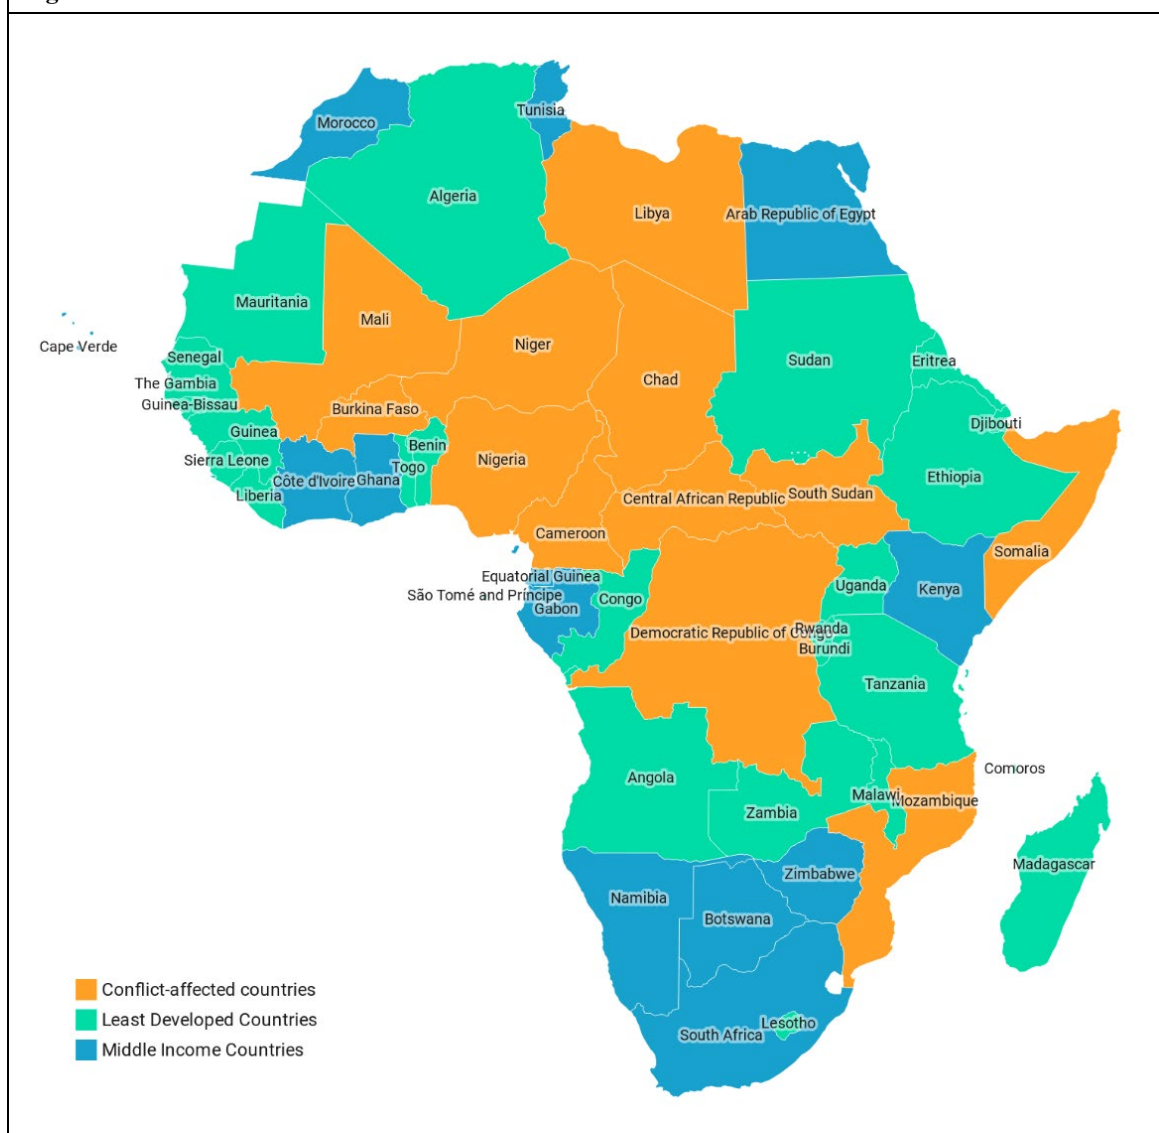 Morocco
Tunisia
Algeria
Libya
Arab Republic of Egypt
Mauritania
Mali
Niger
Cape Verde
Senegal
Sudan
Eritrea
Chad
The Gambia
Guinea-Bissau
Burkina Faso
Djibouti
Guinea
Benin
Sierra Leone
Togo
Nigeria
Côte d'Ivoire
Ghana
Ethiopia
Liberia
Central African Republic
South Sudan
Cameroon
Somalia
Equatorial Guinea
Uganda
Kenya
São Tomé and Príncipe
Congo
Gabon
Rwanda
Democratic Republic of Congo
Burundi
Tanzania
Comoros
Angola
Malawi
Mozambique
Zambia
Madagascar
Zimbabwe
Namibia
Botswana
Conflict-affected countries
Least Developed Countries
Middle Income Countries
Lesotho
South Africa